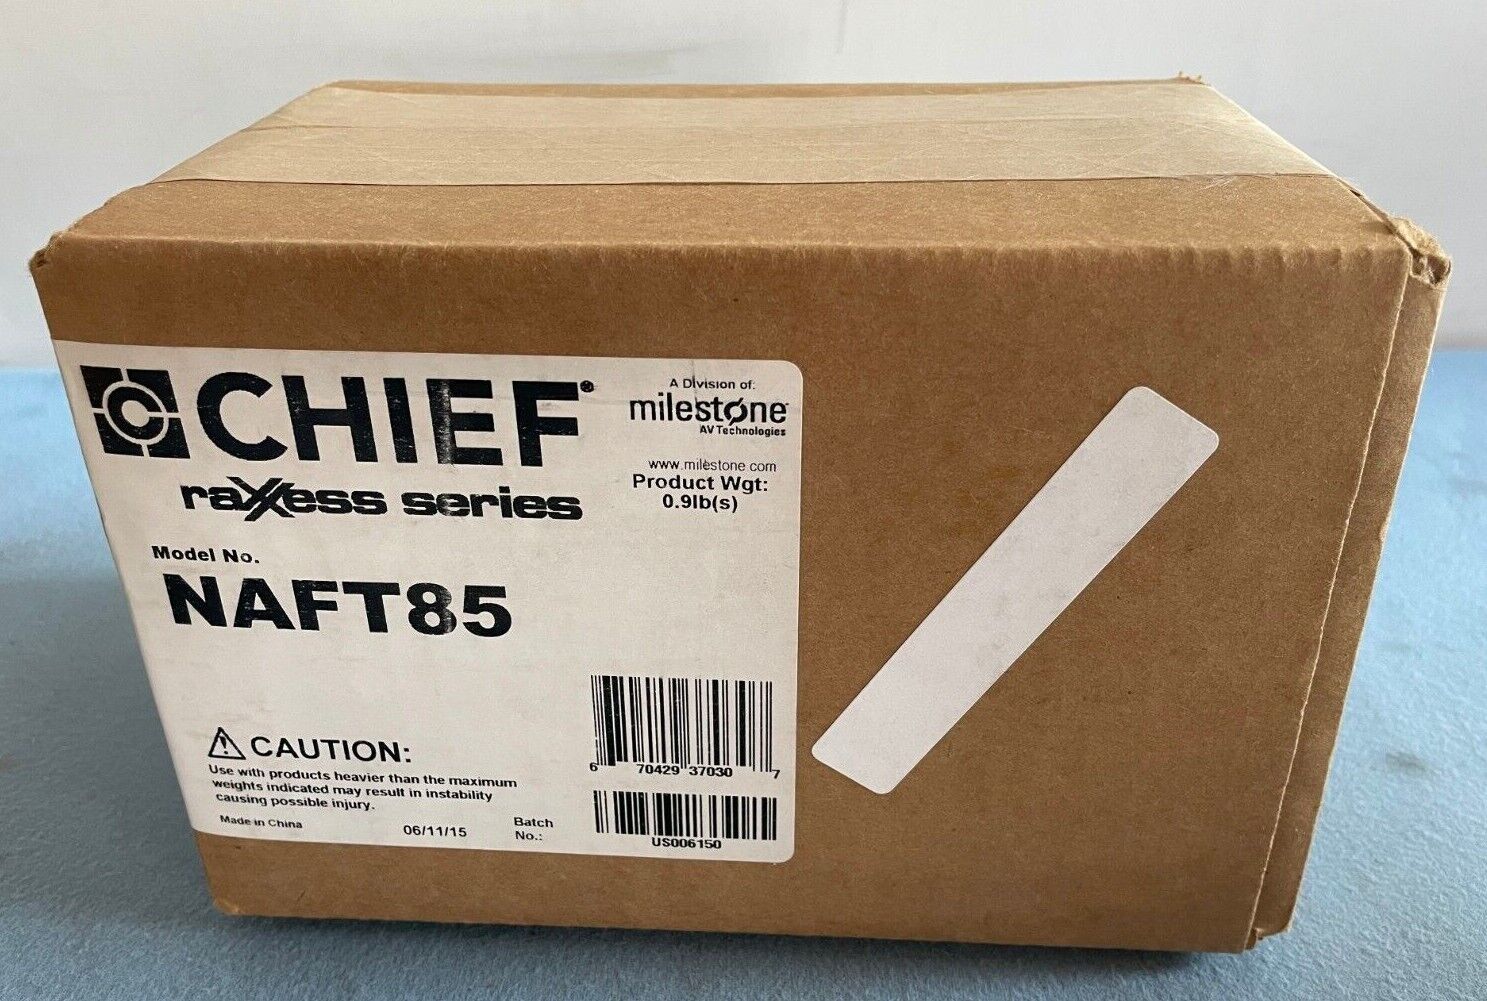 CHIEF®
raxxess series
A Division of:
milestone™
AV Technologies
www.milestone.com
Product Wgt:
0.9lb(s)
Model No.
NAFT85
CAUTION:
Use with products heavier than the maximum
weights indicated may result in instability
causing possible injury.
Made in China
06/11/15
Batch
No.:
6 70429 37030 7
US006150